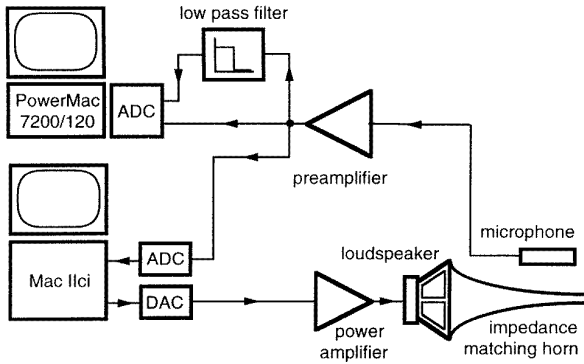 low pass filter
PowerMac
7200/120
ADC
preamplifier
microphone
loudspeaker
Mac IIci
ADC
DAC
power
amplifier
impedance
matching horn